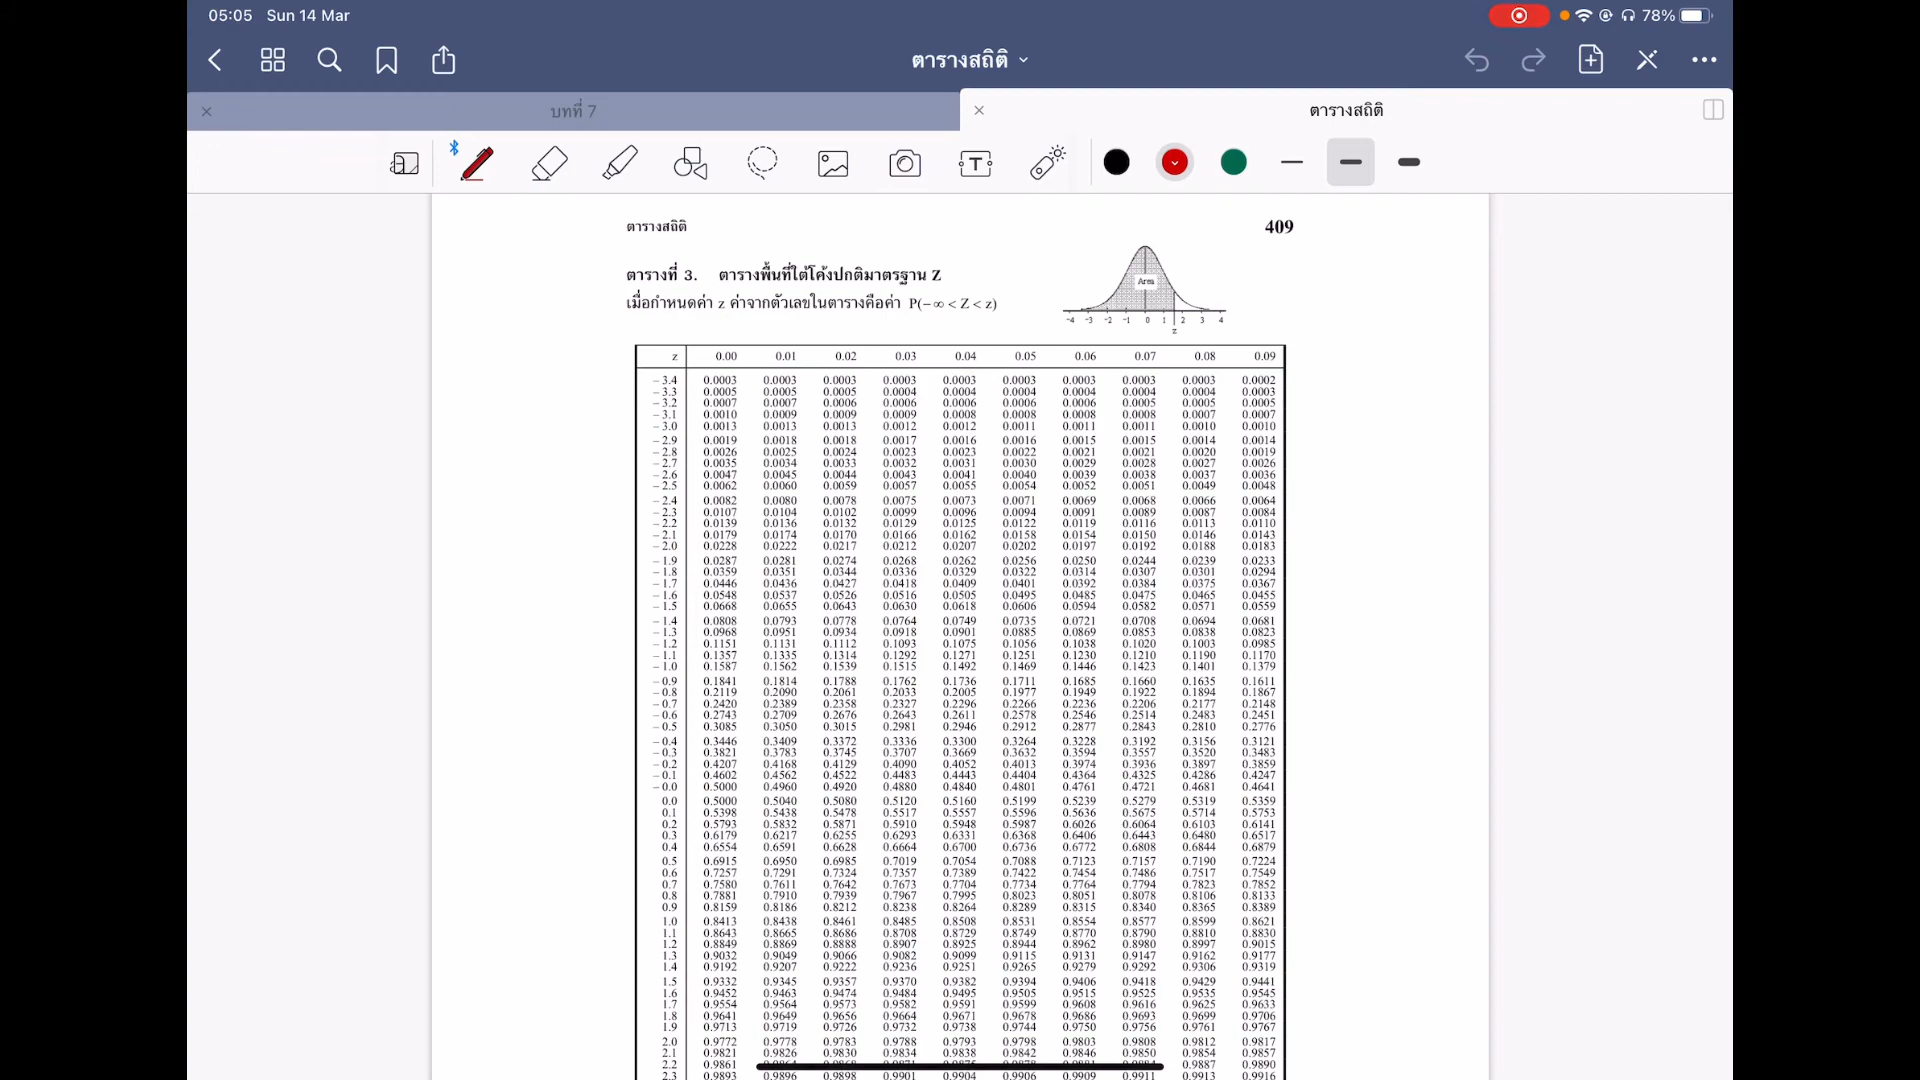 05:05 Sun 14 Mar
78%
ตารางสถิติ
บทที่ 7
ตารางสถิติ
ตารางสถิติ 409
ตารางที่ 3. ตารางพื้นที่ใต้โค้งปกติมาตรฐาน Z
เมื่อกำหนดค่า z ค่าจากตัวเลขในตารางคือค่า P(−∞ < Z < z)
Area
-4 -3 -2 -1 0 1 2 3 4
z
z 0.00 0.01 0.02 0.03 0.04 0.05 0.06 0.07 0.08 0.09
−3.4 0.0003 0.0003 0.0003 0.0003 0.0003 0.0003 0.0003 0.0003 0.0003 0.0002
−3.3 0.0005 0.0005 0.0005 0.0004 0.0004 0.0004 0.0004 0.0004 0.0004 0.0003
−3.2 0.0007 0.0007 0.0006 0.0006 0.0006 0.0006 0.0006 0.0005 0.0005 0.0005
−3.1 0.0010 0.0009 0.0009 0.0009 0.0008 0.0008 0.0008 0.0008 0.0007 0.0007
−3.0 0.0013 0.0013 0.0013 0.0012 0.0012 0.0011 0.0011 0.0011 0.0010 0.0010
−2.9 0.0019 0.0018 0.0018 0.0017 0.0016 0.0016 0.0015 0.0015 0.0014 0.0014
−2.8 0.0026 0.0025 0.0024 0.0023 0.0023 0.0022 0.0021 0.0021 0.0020 0.0019
−2.7 0.0035 0.0034 0.0033 0.0032 0.0031 0.0030 0.0029 0.0028 0.0027 0.0026
−2.6 0.0047 0.0045 0.0044 0.0043 0.0041 0.0040 0.0039 0.0038 0.0037 0.0036
−2.5 0.0062 0.0060 0.0059 0.0057 0.0055 0.0054 0.0052 0.0051 0.0049 0.0048
−2.4 0.0082 0.0080 0.0078 0.0075 0.0073 0.0071 0.0069 0.0068 0.0066 0.0064
−2.3 0.0107 0.0104 0.0102 0.0099 0.0096 0.0094 0.0091 0.0089 0.0087 0.0084
−2.2 0.0139 0.0136 0.0132 0.0129 0.0125 0.0122 0.0119 0.0116 0.0113 0.0110
−2.1 0.0179 0.0174 0.0170 0.0166 0.0162 0.0158 0.0154 0.0150 0.0146 0.0143
−2.0 0.0228 0.0222 0.0217 0.0212 0.0207 0.0202 0.0197 0.0192 0.0188 0.0183
−1.9 0.0287 0.0281 0.0274 0.0268 0.0262 0.0256 0.0250 0.0244 0.0239 0.0233
−1.8 0.0359 0.0351 0.0344 0.0336 0.0329 0.0322 0.0314 0.0307 0.0301 0.0294
−1.7 0.0446 0.0436 0.0427 0.0418 0.0409 0.0401 0.0392 0.0384 0.0375 0.0367
−1.6 0.0548 0.0537 0.0526 0.0516 0.0505 0.0495 0.0485 0.0475 0.0465 0.0455
−1.5 0.0668 0.0655 0.0643 0.0630 0.0618 0.0606 0.0594 0.0582 0.0571 0.0559
−1.4 0.0808 0.0793 0.0778 0.0764 0.0749 0.0735 0.0721 0.0708 0.0694 0.0681
−1.3 0.0968 0.0951 0.0934 0.0918 0.0901 0.0885 0.0869 0.0853 0.0838 0.0823
−1.2 0.1151 0.1131 0.1112 0.1093 0.1075 0.1056 0.1038 0.1020 0.1003 0.0985
−1.1 0.1357 0.1335 0.1314 0.1292 0.1271 0.1251 0.1230 0.1210 0.1190 0.1170
−1.0 0.1587 0.1562 0.1539 0.1515 0.1492 0.1469 0.1446 0.1423 0.1401 0.1379
−0.9 0.1841 0.1814 0.1788 0.1762 0.1736 0.1711 0.1685 0.1660 0.1635 0.1611
−0.8 0.2119 0.2090 0.2061 0.2033 0.2005 0.1977 0.1949 0.1922 0.1894 0.1867
−0.7 0.2420 0.2389 0.2358 0.2327 0.2296 0.2266 0.2236 0.2206 0.2177 0.2148
−0.6 0.2743 0.2709 0.2676 0.2643 0.2611 0.2578 0.2546 0.2514 0.2483 0.2451
−0.5 0.3085 0.3050 0.3015 0.2981 0.2946 0.2912 0.2877 0.2843 0.2810 0.2776
−0.4 0.3446 0.3409 0.3372 0.3336 0.3300 0.3264 0.3228 0.3192 0.3156 0.3121
−0.3 0.3821 0.3783 0.3745 0.3707 0.3669 0.3632 0.3594 0.3557 0.3520 0.3483
−0.2 0.4207 0.4168 0.4129 0.4090 0.4052 0.4013 0.3974 0.3936 0.3897 0.3859
−0.1 0.4602 0.4562 0.4522 0.4483 0.4443 0.4404 0.4364 0.4325 0.4286 0.4247
−0.0 0.5000 0.4960 0.4920 0.4880 0.4840 0.4801 0.4761 0.4721 0.4681 0.4641
0.0 0.5000 0.5040 0.5080 0.5120 0.5160 0.5199 0.5239 0.5279 0.5319 0.5359
0.1 0.5398 0.5438 0.5478 0.5517 0.5557 0.5596 0.5636 0.5675 0.5714 0.5753
0.2 0.5793 0.5832 0.5871 0.5910 0.5948 0.5987 0.6026 0.6064 0.6103 0.6141
0.3 0.6179 0.6217 0.6255 0.6293 0.6331 0.6368 0.6406 0.6443 0.6480 0.6517
0.4 0.6554 0.6591 0.6628 0.6664 0.6700 0.6736 0.6772 0.6808 0.6844 0.6879
0.5 0.6915 0.6950 0.6985 0.7019 0.7054 0.7088 0.7123 0.7157 0.7190 0.7224
0.6 0.7257 0.7291 0.7324 0.7357 0.7389 0.7422 0.7454 0.7486 0.7517 0.7549
0.7 0.7580 0.7611 0.7642 0.7673 0.7704 0.7734 0.7764 0.7794 0.7823 0.7852
0.8 0.7881 0.7910 0.7939 0.7967 0.7995 0.8023 0.8051 0.8078 0.8106 0.8133
0.9 0.8159 0.8186 0.8212 0.8238 0.8264 0.8289 0.8315 0.8340 0.8365 0.8389
1.0 0.8413 0.8438 0.8461 0.8485 0.8508 0.8531 0.8554 0.8577 0.8599 0.8621
1.1 0.8643 0.8665 0.8686 0.8708 0.8729 0.8749 0.8770 0.8790 0.8810 0.8830
1.2 0.8849 0.8869 0.8888 0.8907 0.8925 0.8944 0.8962 0.8980 0.8997 0.9015
1.3 0.9032 0.9049 0.9066 0.9082 0.9099 0.9115 0.9131 0.9147 0.9162 0.9177
1.4 0.9192 0.9207 0.9222 0.9236 0.9251 0.9265 0.9279 0.9292 0.9306 0.9319
1.5 0.9332 0.9345 0.9357 0.9370 0.9382 0.9394 0.9406 0.9418 0.9429 0.9441
1.6 0.9452 0.9463 0.9474 0.9484 0.9495 0.9505 0.9515 0.9525 0.9535 0.9545
1.7 0.9554 0.9564 0.9573 0.9582 0.9591 0.9599 0.9608 0.9616 0.9625 0.9633
1.8 0.9641 0.9649 0.9656 0.9664 0.9671 0.9678 0.9686 0.9693 0.9699 0.9706
1.9 0.9713 0.9719 0.9726 0.9732 0.9738 0.9744 0.9750 0.9756 0.9761 0.9767
2.0 0.9772 0.9778 0.9783 0.9788 0.9793 0.9798 0.9803 0.9808 0.9812 0.9817
2.1 0.9821 0.9826 0.9830 0.9834 0.9838 0.9842 0.9846 0.9850 0.9854 0.9857
2.2 0.9861 0.9887 0.9890
2.3 0.9893 0.9896 0.9898 0.9901 0.9904 0.9906 0.9909 0.9911 0.9913 0.9916